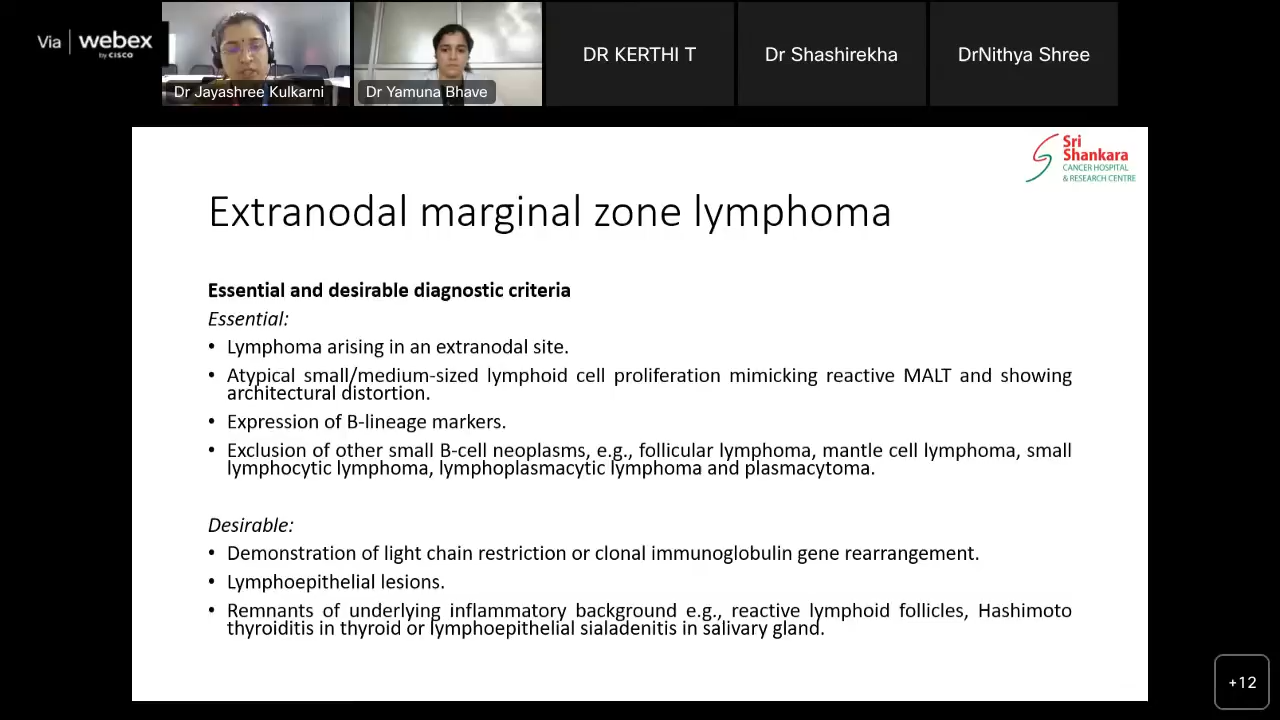 Via | webex
by CISCO
Dr Jayashree Kulkarni
Dr Yamuna Bhave
DR KERTHI T
Dr Shashirekha
DrNithya Shree
Sri
Shankara
CANCER HOSPITAL
& RESEARCH CENTRE
Extranodal marginal zone lymphoma
Essential and desirable diagnostic criteria
Essential:
• Lymphoma arising in an extranodal site.
• Atypical small/medium-sized lymphoid cell proliferation mimicking reactive MALT and showing
architectural distortion.
• Expression of B-lineage markers.
• Exclusion of other small B-cell neoplasms, e.g., follicular lymphoma, mantle cell lymphoma, small
lymphocytic lymphoma, lymphoplasmacytic lymphoma and plasmacytoma.
Desirable:
• Demonstration of light chain restriction or clonal immunoglobulin gene rearrangement.
• Lymphoepithelial lesions.
• Remnants of underlying inflammatory background e.g., reactive lymphoid follicles, Hashimoto
thyroiditis in thyroid or lymphoepithelial sialadenitis in salivary gland.
+12